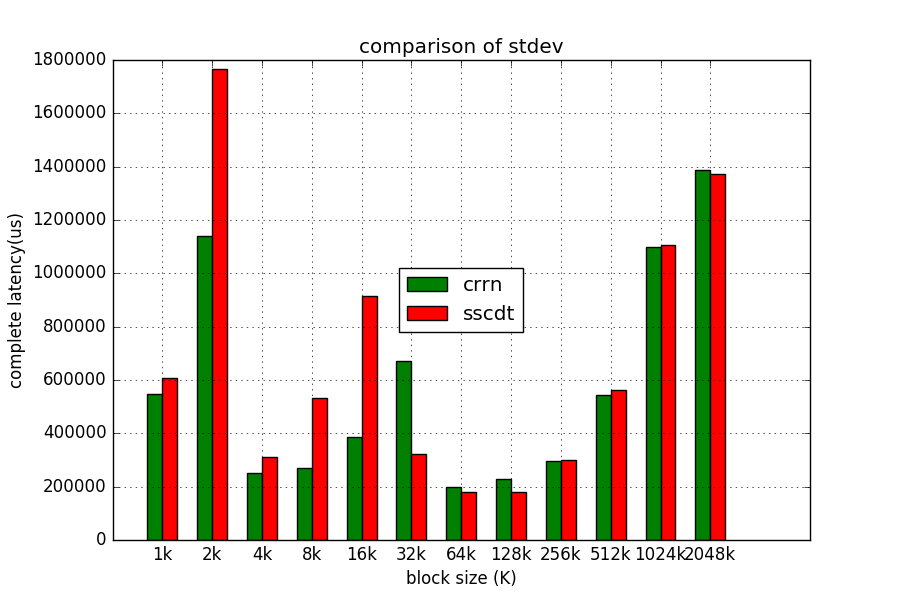 comparison of stdev
1800000
1600000
1400000
1200000
1000000
800000
600000
400000
200000
0
complete latency(us)
crrn
sscdt
1k 2k 4k 8k 16k 32k 64k 128k 256k 512k 1024k 2048k
block size (K)